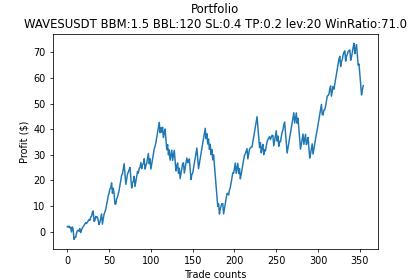 Portfolio
WAVESUSDT BBM:1.5 BBL:120 SL:0.4 TP:0.2 lev:20 WinRatio:71.0
70
60
50
40
30
20
10
0
Profit ($)
0 50 100 150 200 250 300 350
Trade counts